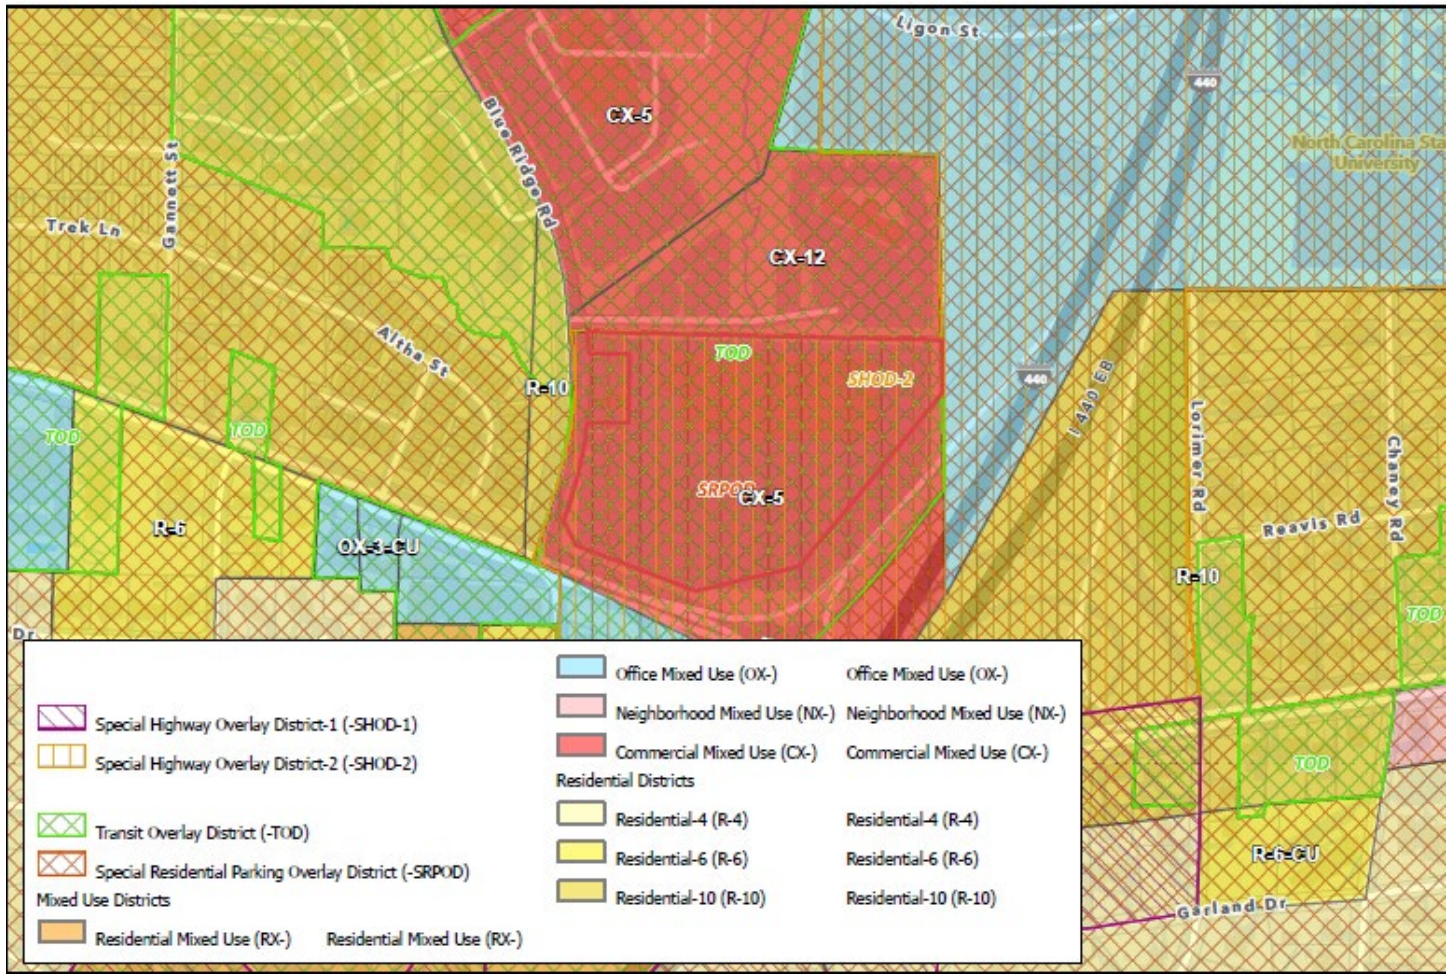 Ligon St
440
CX-5
Blue Ridge Rd
North Carolina Sta
University
Gannett St
Trek Ln
CX-12
Altha St
TOD
SHOD-2
440
I 440 EB
R-10
Lorimer Rd
Chaney Rd
TOD
TOD
SRPOD
CX-5
R-6
OX-3-CU
Reavis Rd
R-10
TOD
Dr
TOD
R-6-CU
Garland Dr
Special Highway Overlay District-1 (-SHOD-1)
Special Highway Overlay District-2 (-SHOD-2)
Transit Overlay District (-TOD)
Special Residential Parking Overlay District (-SRPOD)
Mixed Use Districts
Residential Mixed Use (RX-) Residential Mixed Use (RX-)
Office Mixed Use (OX-) Office Mixed Use (OX-)
Neighborhood Mixed Use (NX-) Neighborhood Mixed Use (NX-)
Commercial Mixed Use (CX-) Commercial Mixed Use (CX-)
Residential Districts
Residential-4 (R-4) Residential-4 (R-4)
Residential-6 (R-6) Residential-6 (R-6)
Residential-10 (R-10) Residential-10 (R-10)